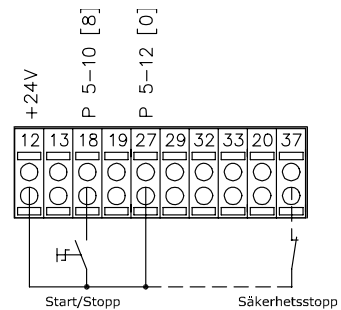 +24V
P 5-10 [8]
P 5-12 [0]
12 13 18 19 27 29 32 33 20 37
Start/Stopp
Säkerhetsstopp